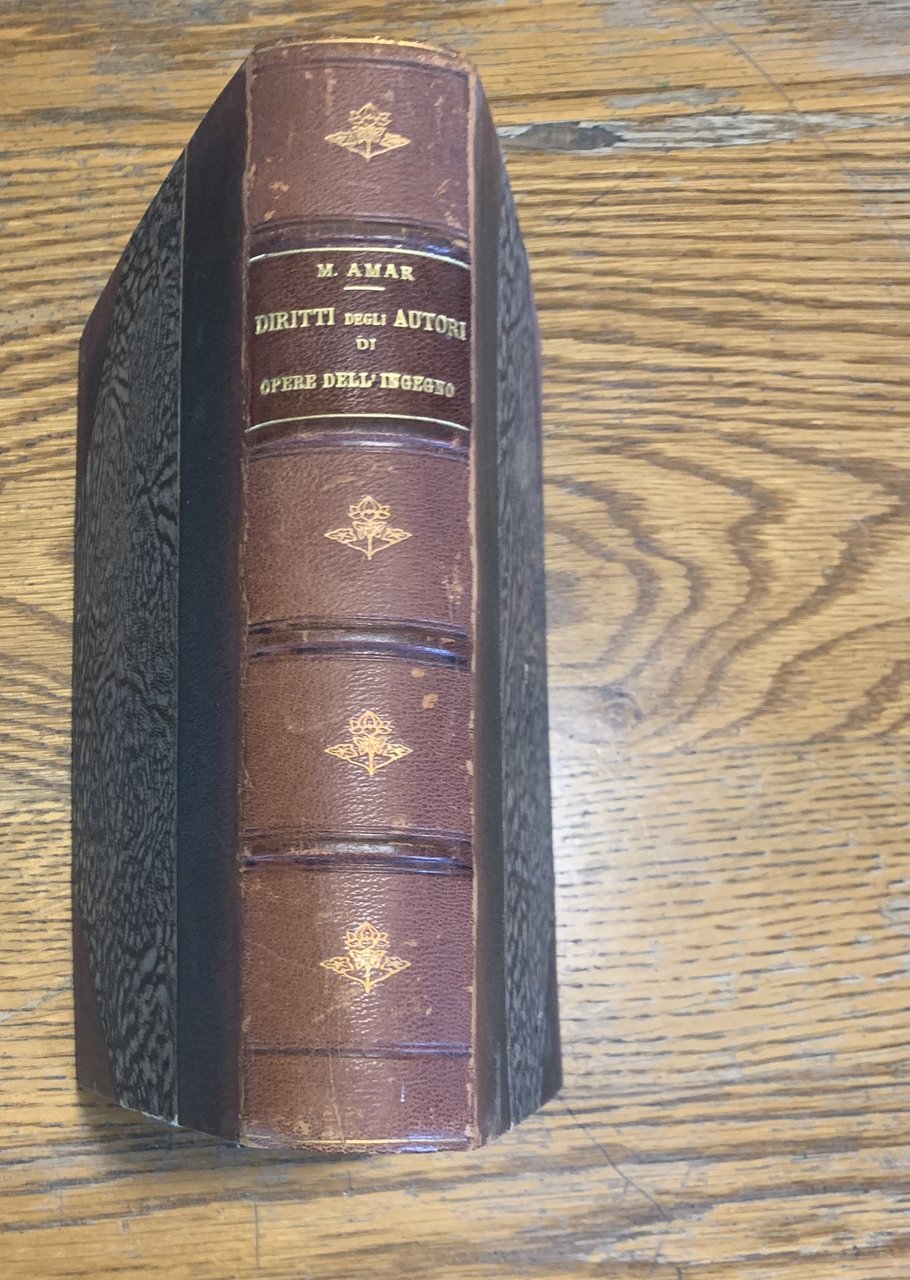 M. AMAR
DIRITTI DEGLI AUTORI
DI
OPERE DELL'INGEGNO